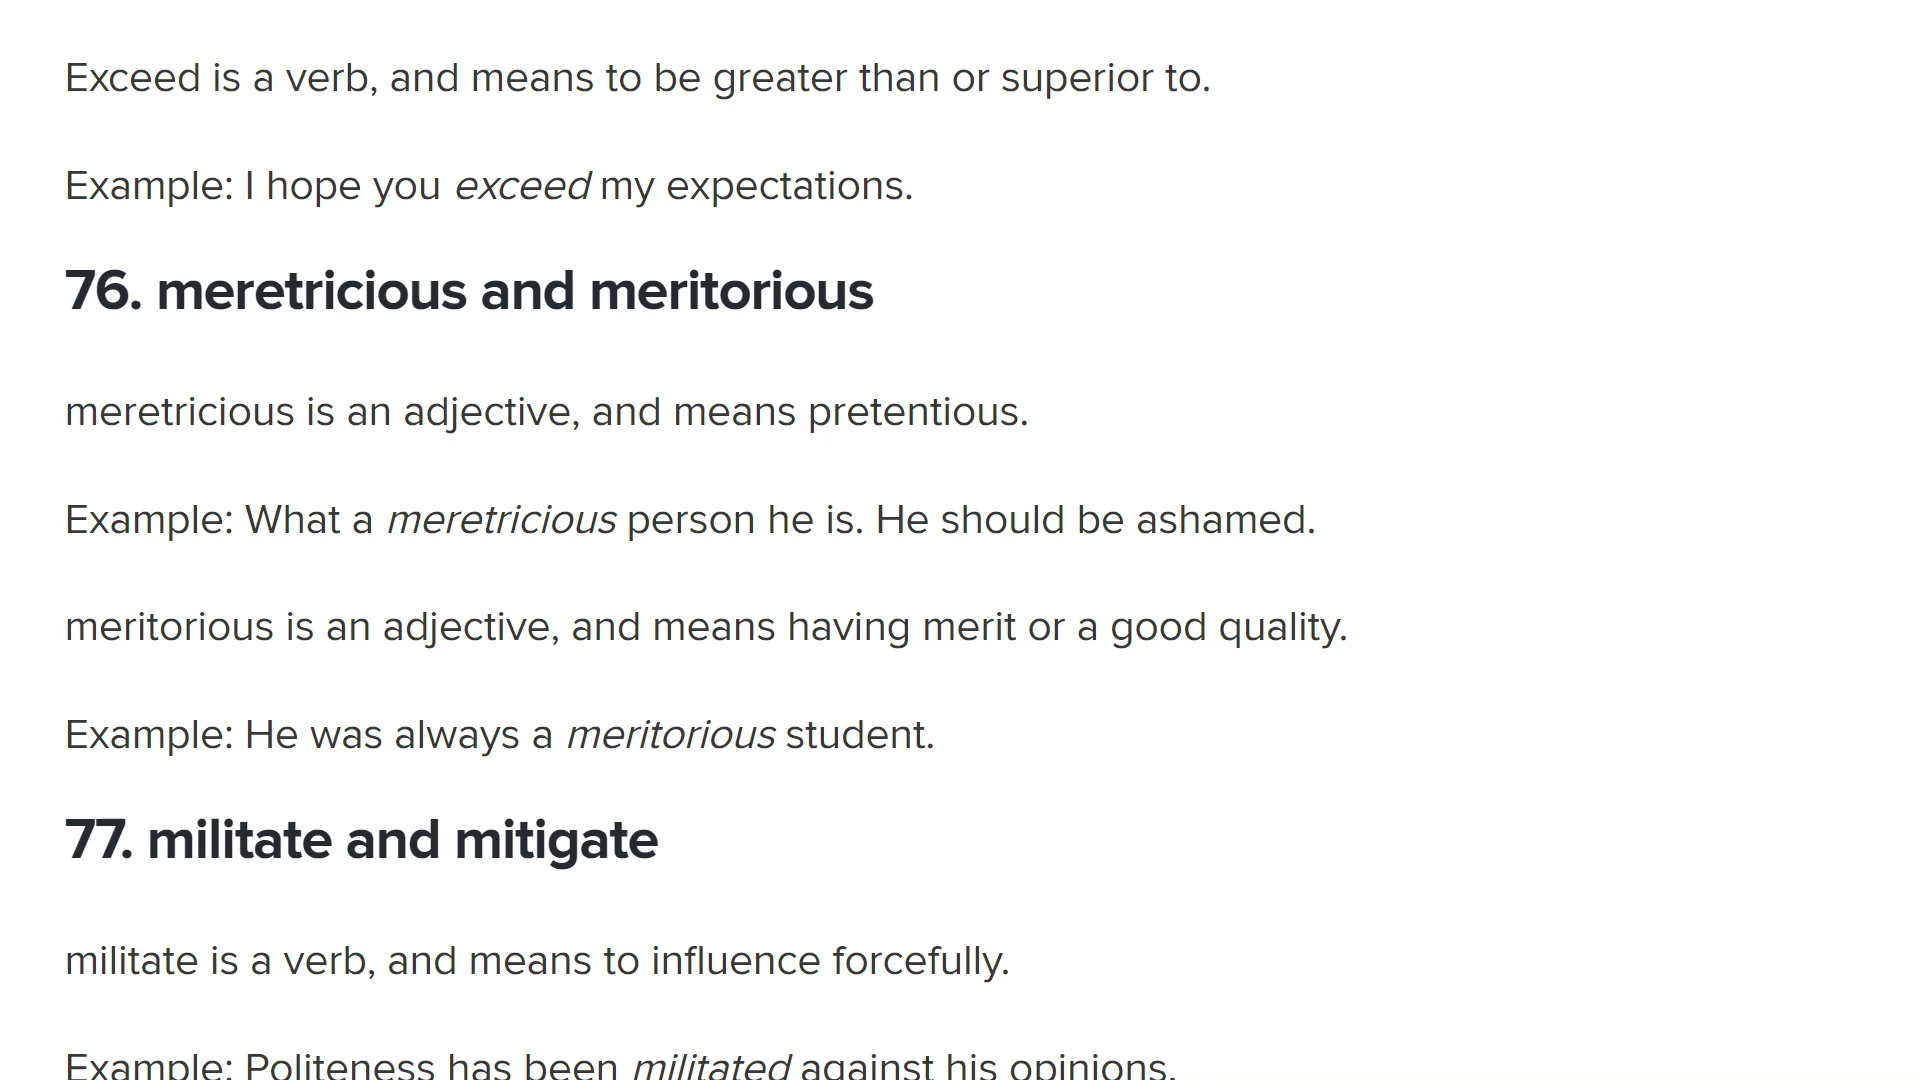 Exceed is a verb, and means to be greater than or superior to.
Example: I hope you exceed my expectations.
76. meretricious and meritorious
meretricious is an adjective, and means pretentious.
Example: What a meretricious person he is. He should be ashamed.
meritorious is an adjective, and means having merit or a good quality.
Example: He was always a meritorious student.
77. militate and mitigate
militate is a verb, and means to influence forcefully.
Example: Politeness has been militated against his opinions.